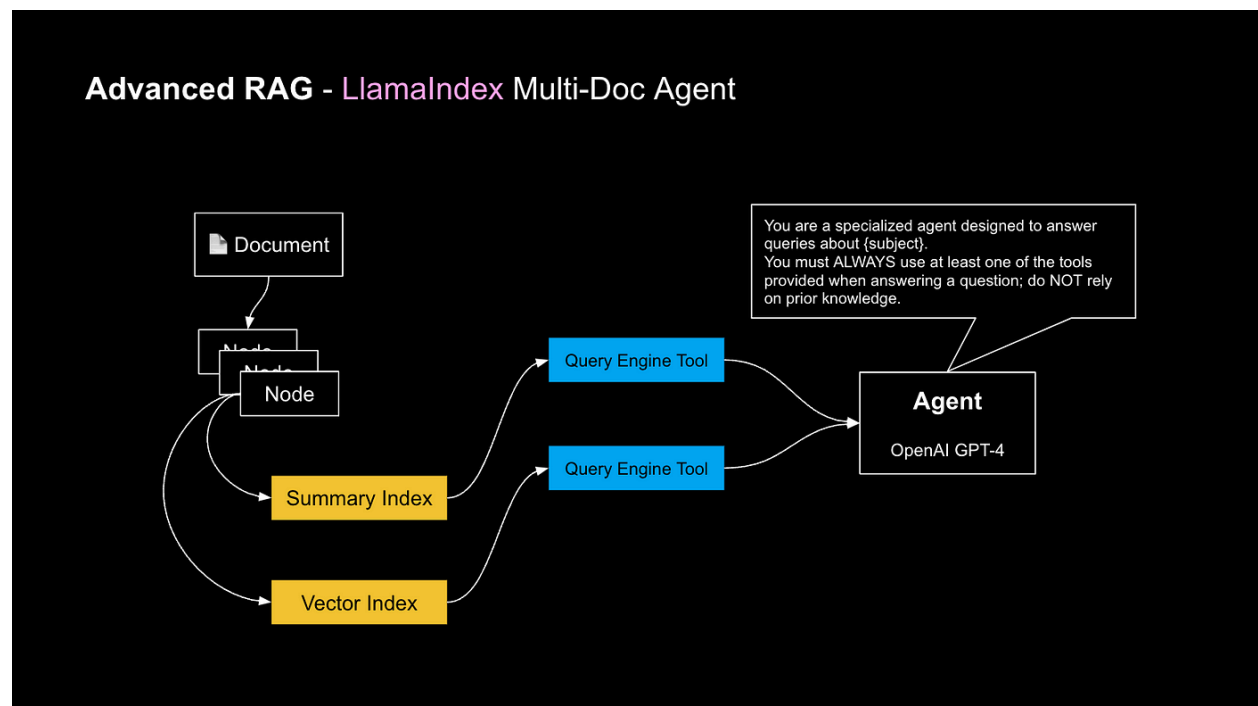 Advanced RAG - LlamaIndex Multi-Doc Agent
Document
Node
Node
Node
Summary Index
Vector Index
Query Engine Tool
Query Engine Tool
You are a specialized agent designed to answer
queries about {subject}.
You must ALWAYS use at least one of the tools
provided when answering a question; do NOT rely
on prior knowledge.
Agent
OpenAI GPT-4